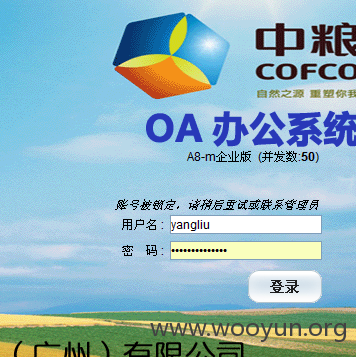 中粮
COFCO
自然之源 重塑你我
OA 办公系统
A8-m企业版 (并发数:50)
账号被锁定，请稍后重试或联系管理员
用户名： yangliu
密 码： ••••••••••••••
登录
www.wooyun.org
（广州）有限公司